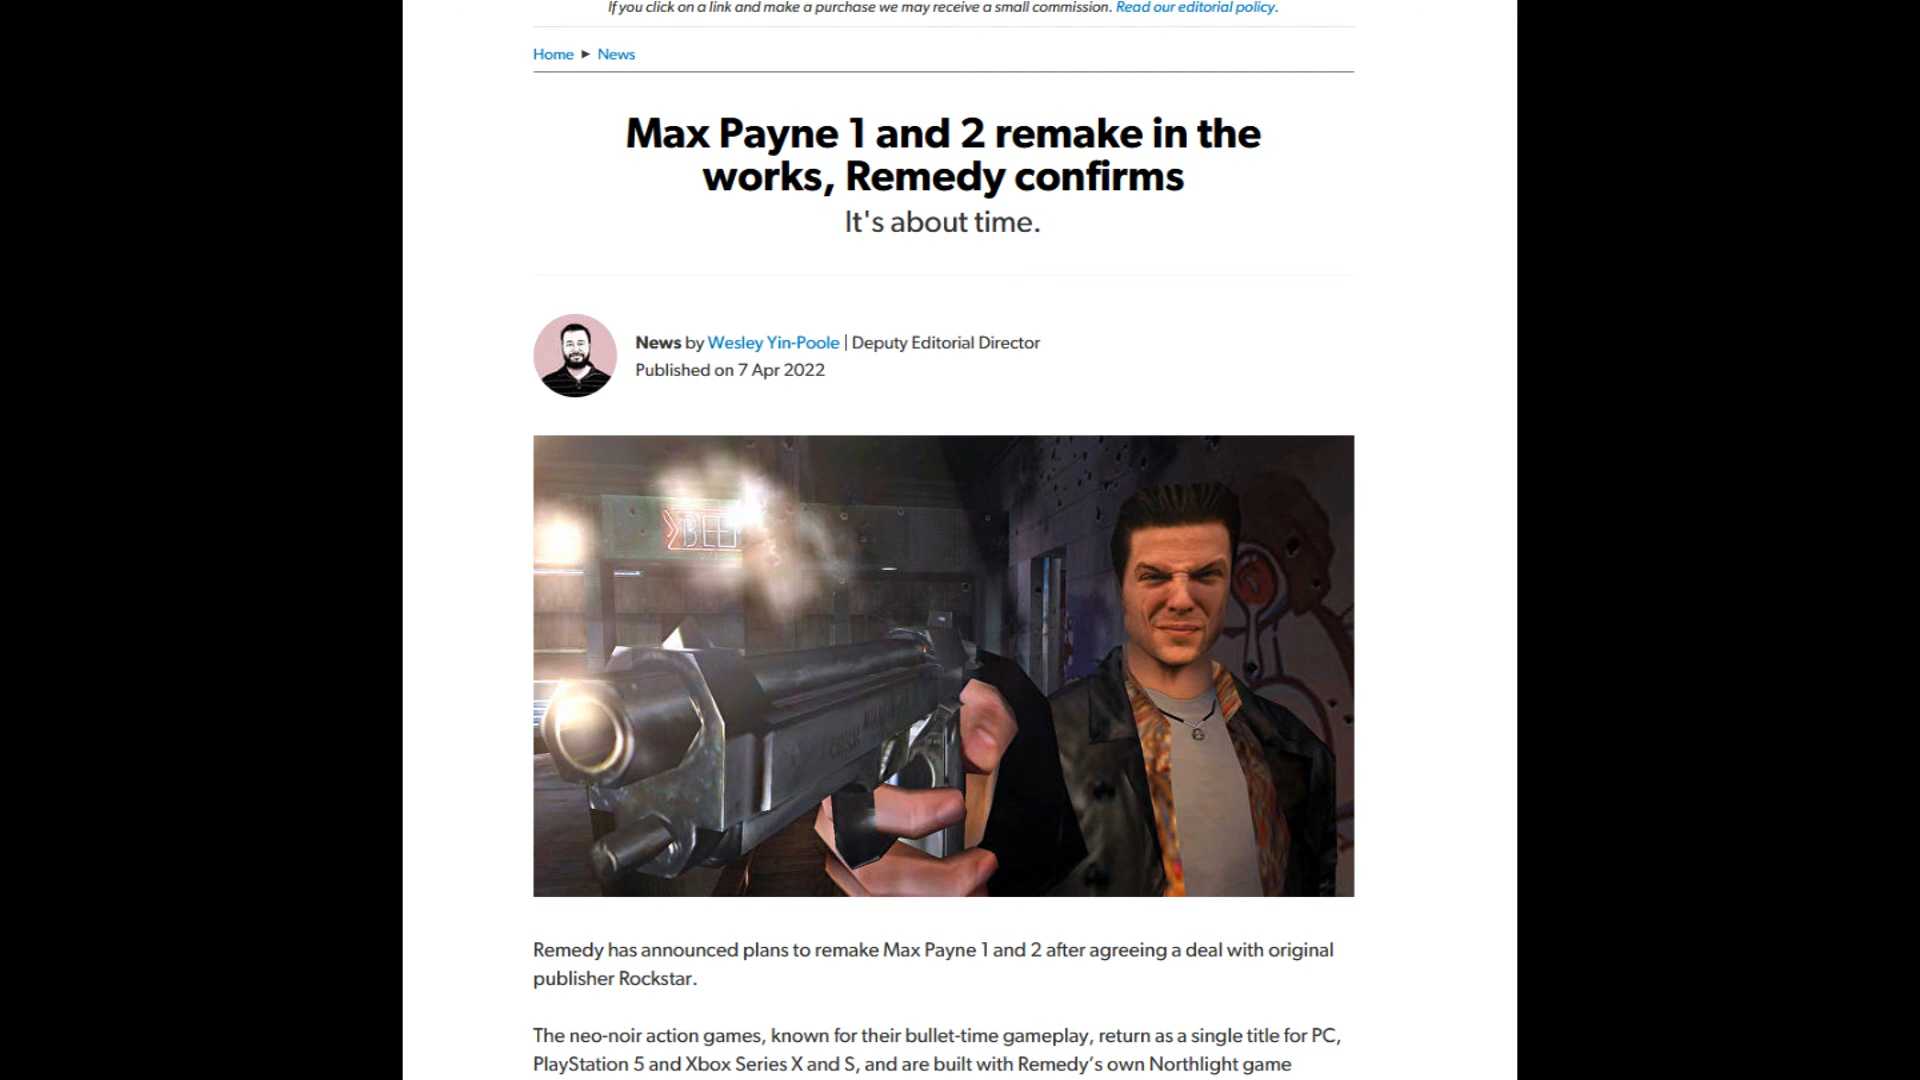 If you click on a link and make a purchase we may receive a small commission. Read our editorial policy.
Home ► News
Max Payne 1 and 2 remake in the
works, Remedy confirms
It's about time.
News by Wesley Yin-Poole | Deputy Editorial Director
Published on 7 Apr 2022
Remedy has announced plans to remake Max Payne 1 and 2 after agreeing a deal with original
publisher Rockstar.
The neo-noir action games, known for their bullet-time gameplay, return as a single title for PC,
PlayStation 5 and Xbox Series X and S, and are built with Remedy's own Northlight game